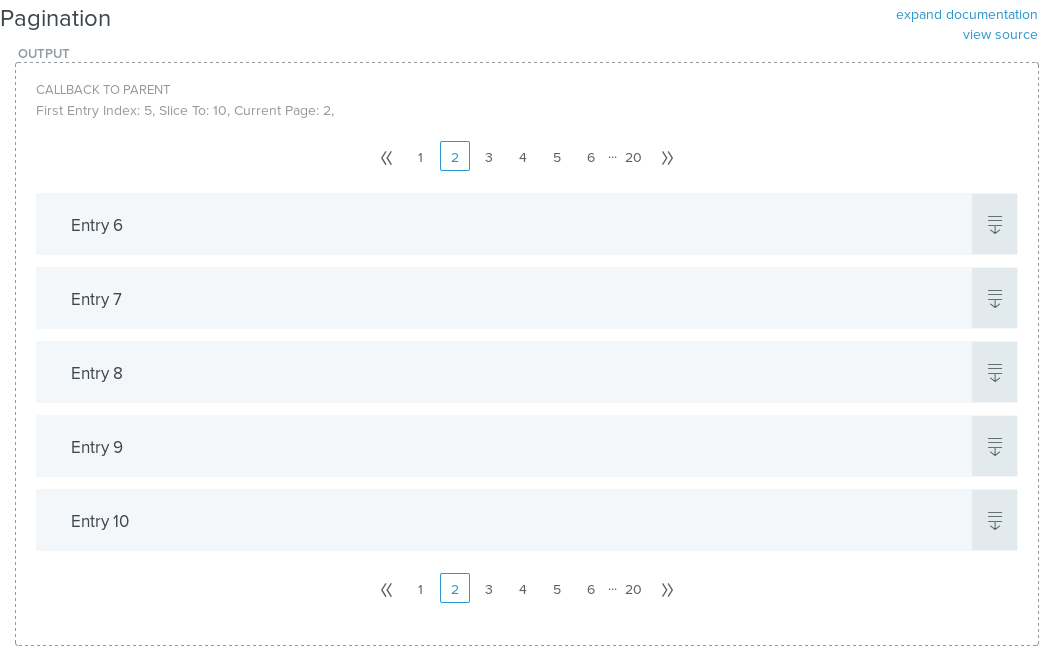 Pagination
expand documentation
view source
OUTPUT
CALLBACK TO PARENT
First Entry Index: 5, Slice To: 10, Current Page: 2,
« 1 2 3 4 5 6 ... 20 »
Entry 6
Entry 7
Entry 8
Entry 9
Entry 10
« 1 2 3 4 5 6 ... 20 »